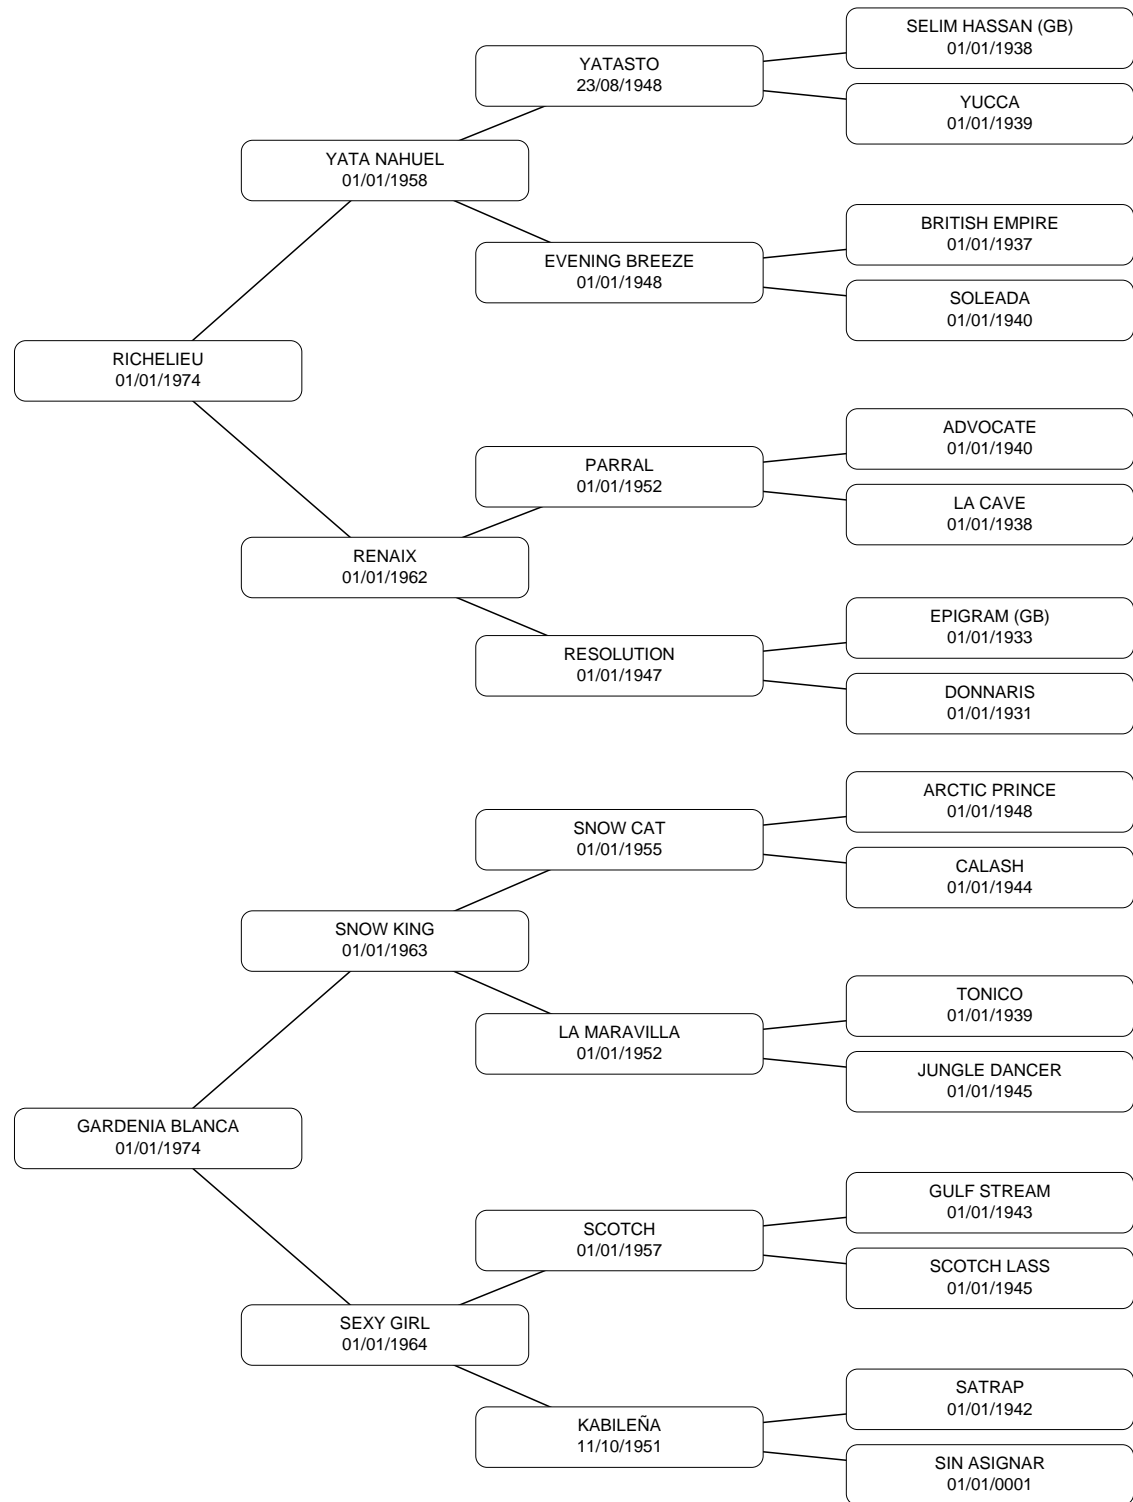 SELIM HASSAN (GB)
01/01/1938
YATASTO
23/08/1948
YUCCA
01/01/1939
YATA NAHUEL
01/01/1958
BRITISH EMPIRE
01/01/1937
EVENING BREEZE
01/01/1948
SOLEADA
01/01/1940
RICHELIEU
01/01/1974
ADVOCATE
01/01/1940
PARRAL
01/01/1952
LA CAVE
01/01/1938
RENAIX
01/01/1962
EPIGRAM (GB)
01/01/1933
RESOLUTION
01/01/1947
DONNARIS
01/01/1931
ARCTIC PRINCE
01/01/1948
SNOW CAT
01/01/1955
CALASH
01/01/1944
SNOW KING
01/01/1963
TONICO
01/01/1939
LA MARAVILLA
01/01/1952
JUNGLE DANCER
01/01/1945
GARDENIA BLANCA
01/01/1974
GULF STREAM
01/01/1943
SCOTCH
01/01/1957
SCOTCH LASS
01/01/1945
SEXY GIRL
01/01/1964
SATRAP
01/01/1942
KABILEÑA
11/10/1951
SIN ASIGNAR
01/01/0001